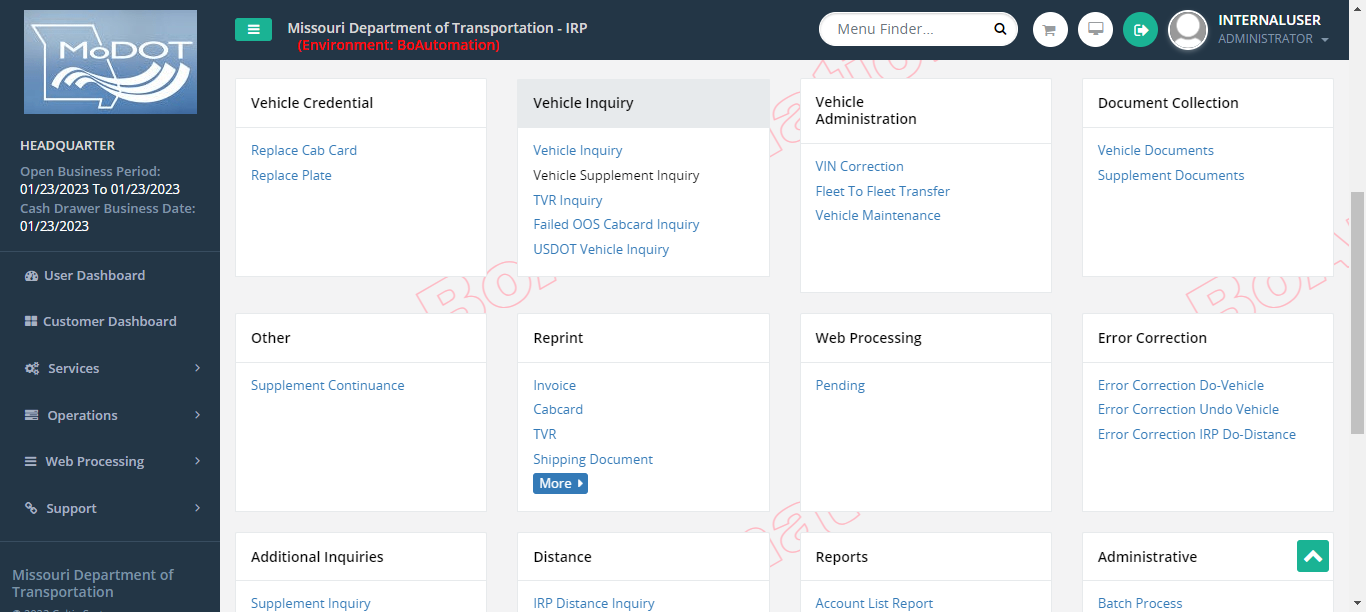 MoDOT
Missouri Department of Transportation - IRP
(Environment: BoAutomation)
Menu Finder...
INTERNALUSER
ADMINISTRATOR
HEADQUARTER
Open Business Period:
01/23/2023 To 01/23/2023
Cash Drawer Business Date:
01/23/2023
User Dashboard
Customer Dashboard
Services
Operations
Web Processing
Support
Missouri Department of
Transportation
Vehicle Credential
Replace Cab Card
Replace Plate
Vehicle Inquiry
Vehicle Inquiry
Vehicle Supplement Inquiry
TVR Inquiry
Failed OOS Cabcard Inquiry
USDOT Vehicle Inquiry
Vehicle
Administration
VIN Correction
Fleet To Fleet Transfer
Vehicle Maintenance
Document Collection
Vehicle Documents
Supplement Documents
Other
Supplement Continuance
Reprint
Invoice
Cabcard
TVR
Shipping Document
More
Web Processing
Pending
Error Correction
Error Correction Do-Vehicle
Error Correction Undo Vehicle
Error Correction IRP Do-Distance
Additional Inquiries
Supplement Inquiry
Distance
IRP Distance Inquiry
Reports
Account List Report
Administrative
Batch Process